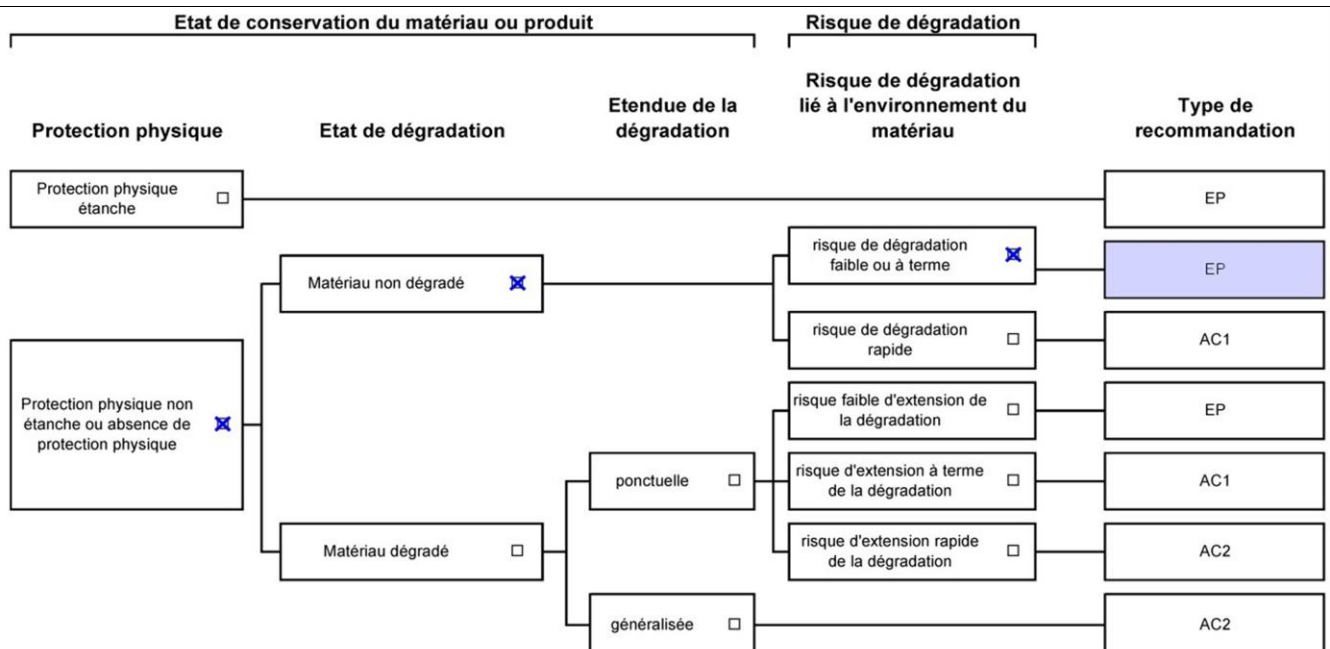 Etat de conservation du matériau ou produit
Risque de dégradation
Protection physique
Etat de dégradation
Etendue de la
dégradation
Risque de dégradation
lié à l'environnement du
matériau
Type de
recommandation
Protection physique
étanche
EP
risque de dégradation
faible ou à terme
EP
Matériau non dégradé
risque de dégradation
rapide
AC1
Protection physique non
étanche ou absence de
protection physique
risque faible d'extension de
la dégradation
EP
ponctuelle
risque d'extension à terme
de la dégradation
AC1
Matériau dégradé
risque d'extension rapide
de la dégradation
AC2
généralisée
AC2